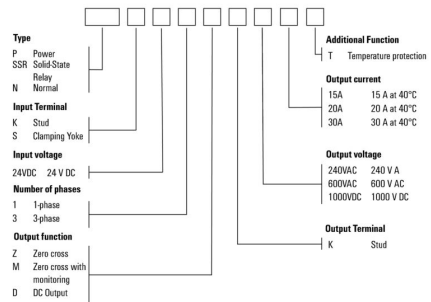 Type
P Power
SSR Solid-State
Relay
N Normal
Input Terminal
K Stud
S Clamping Yoke
Input voltage
24VDC 24 V DC
Number of phases
1 1-phase
3 3-phase
Output function
Z Zero cross
M Zero cross with
monitoring
D DC Output
Additional Function
T Temperature protection
Output current
15A 15 A at 40°C
20A 20 A at 40°C
30A 30 A at 40°C
Output voltage
240VAC 240 V A
600VAC 600 V AC
1000VDC 1000 V DC
Output Terminal
K Stud